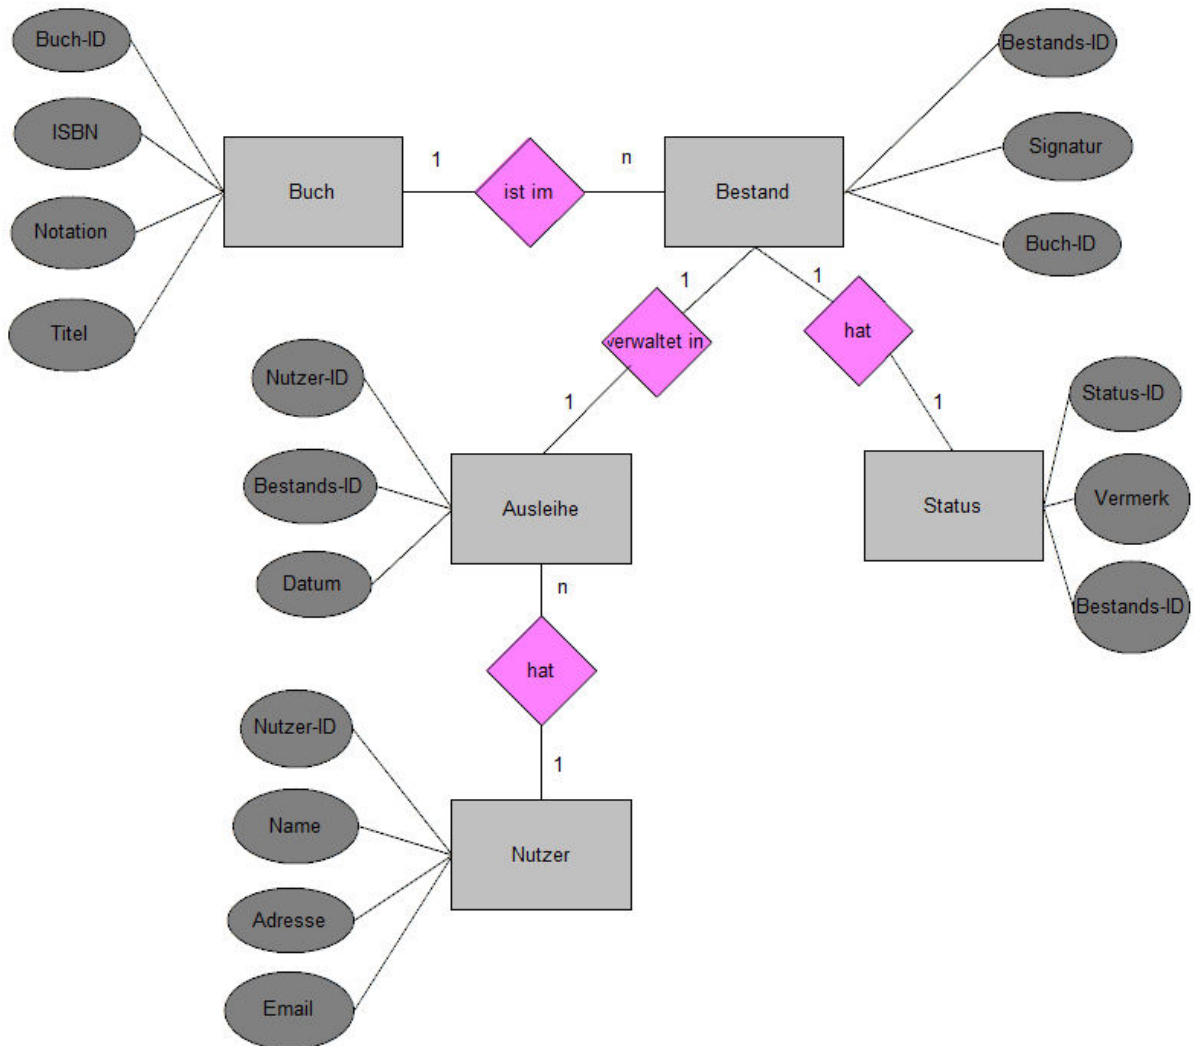 Buch-ID
ISBN
Notation
Titel
Buch
1
ist im
n
Bestand
Bestands-ID
Signatur
Buch-ID
1
verwaltet in
1
1
hat
1
Status
Status-ID
Vermerk
Bestands-ID
Nutzer-ID
Bestands-ID
Datum
Ausleihe
n
hat
1
Nutzer-ID
Name
Adresse
Email
Nutzer